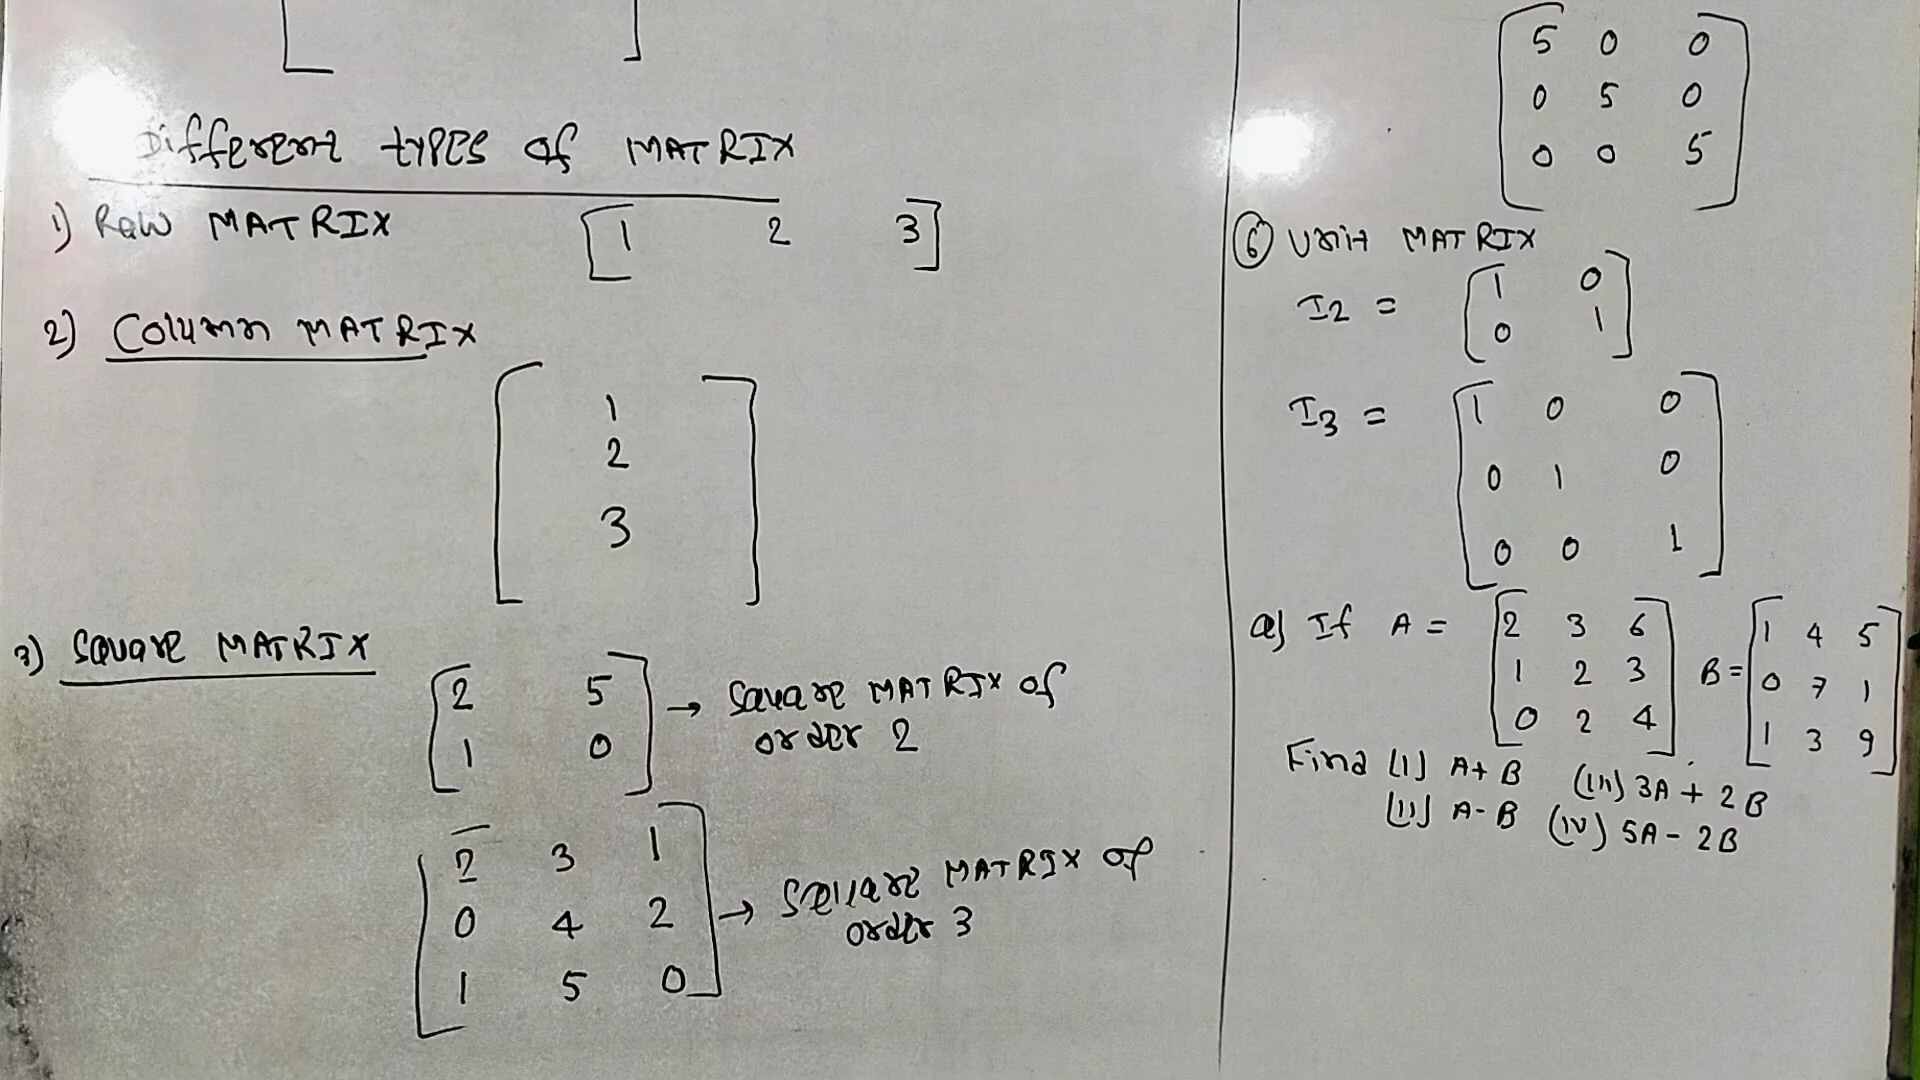 Different tYPES of MATRIX
1) Row MATRIX [1 2 3]
2) Column MATRIX
1
2
3
3) Square MATRIX
2 5 → Square MATRIX of
1 0 order 2
2 3 1
0 4 2 → Square MATRIX of
1 5 0 order 3
5 0 0
0 5 0
0 0 5
6 Unit MATRIX
I2 = 1 0
0 1
I3 = 1 0 0
0 1 0
0 0 1
Q) If A = 2 3 6 B = 1 4 5
1 2 3 0 7 1
0 2 4 1 3 9
Find (I) A+B (III) 3A + 2B
(II) A-B (IV) 5A - 2B